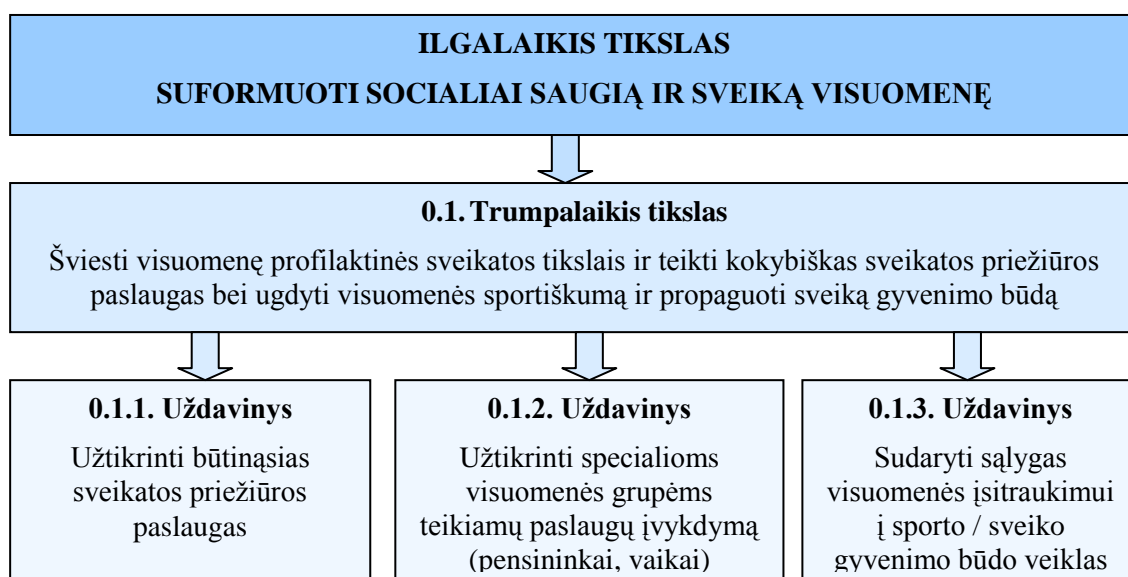 ILGALAIKIS TIKSLAS
SUFORMUOTI SOCIALIAI SAUGIĄ IR SVEIKĄ VISUOMENĘ
0.1. Trumpalaikis tikslas
Šviesti visuomenę profilaktinės sveikatos tikslais ir teikti kokybiškas sveikatos priežiūros
paslaugas bei ugdyti visuomenės sportiškumą ir propaguoti sveiką gyvenimo būdą
0.1.1. Uždavinys
Užtikrinti būtinąsias
sveikatos priežiūros
paslaugas
0.1.2. Uždavinys
Užtikrinti specialioms
visuomenės grupėms
teikiamų paslaugų įvykdymą
(pensininkai, vaikai)
0.1.3. Uždavinys
Sudaryti sąlygas
visuomenės įsitraukimui
į sporto / sveiko
gyvenimo būdo veiklas